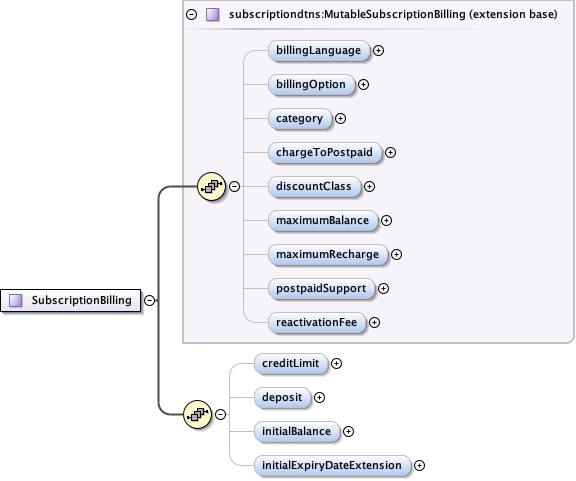 subscriptiondtns:MutableSubscriptionBilling (extension base)
billingLanguage
billingOption
category
chargeToPostpaid
discountClass
maximumBalance
maximumRecharge
postpaidSupport
reactivationFee
SubscriptionBilling
creditLimit
deposit
initialBalance
initialExpiryDateExtension